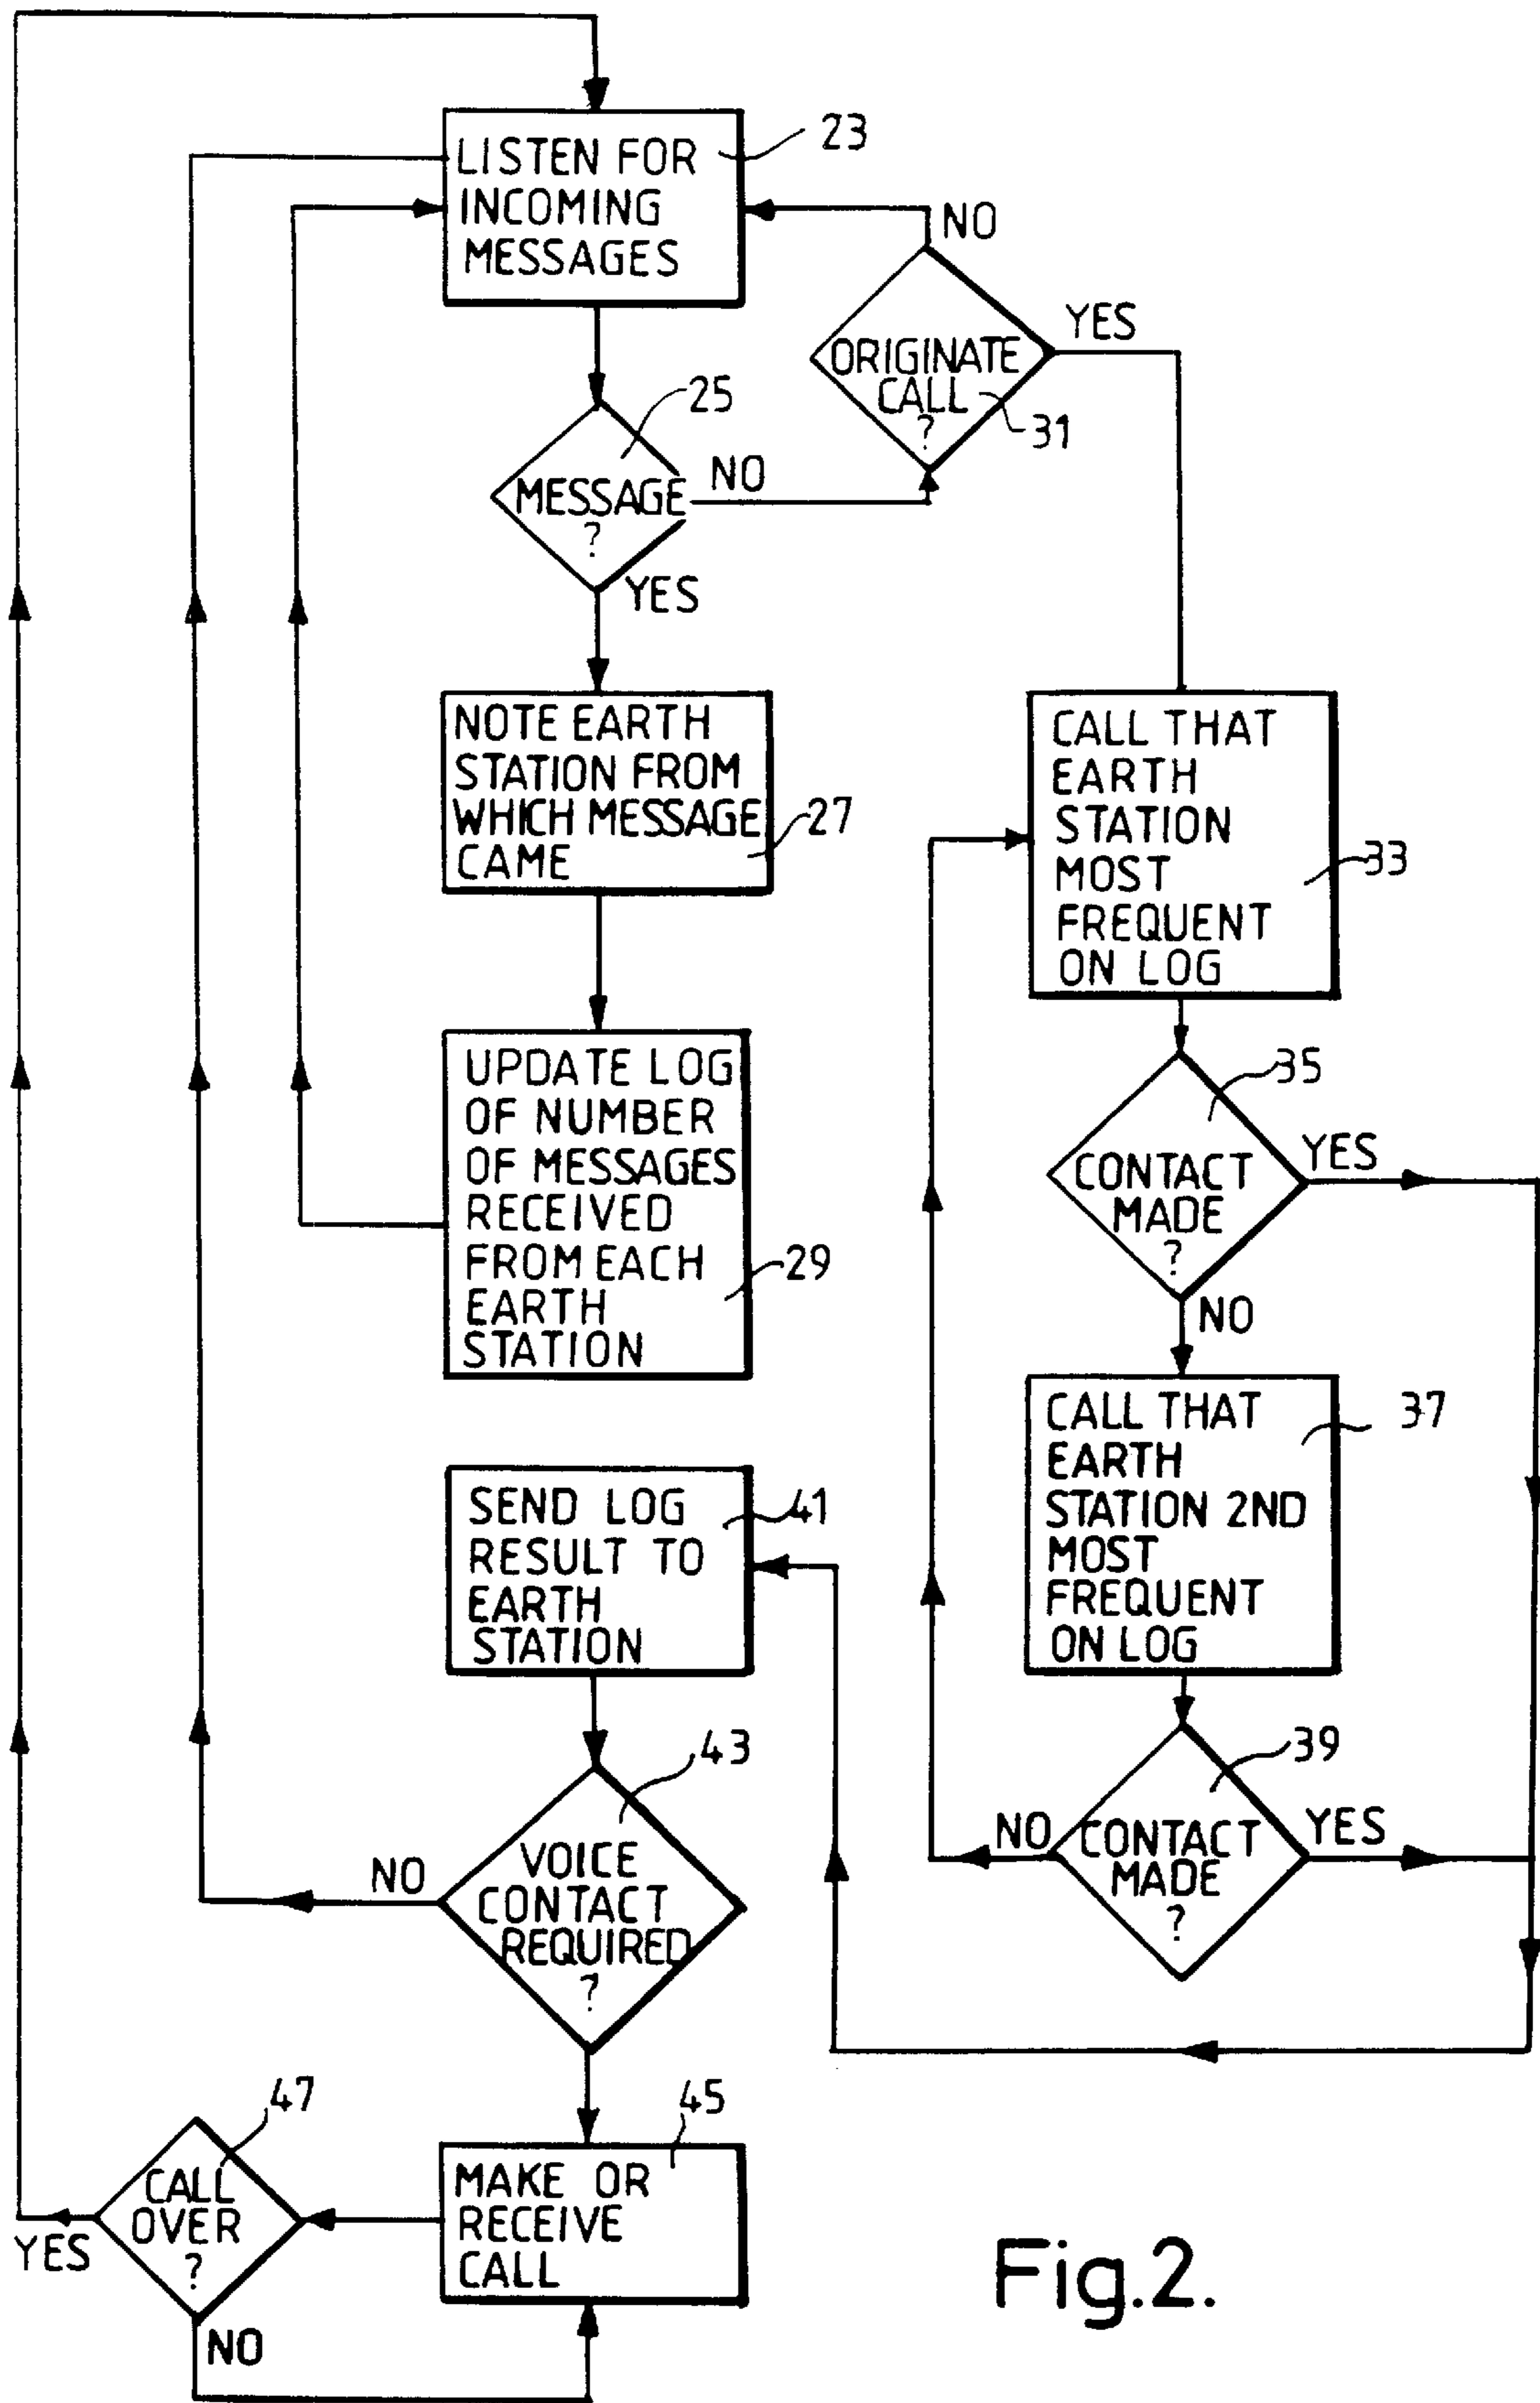 LISTEN FOR
INCOMING
MESSAGES
23
NO
ORIGINATE
CALL
?
31
YES
25
MESSAGE
?
NO
YES
NOTE EARTH
STATION FROM
WHICH MESSAGE
CAME
27
CALL THAT
EARTH
STATION
MOST
FREQUENT
ON LOG
33
UPDATE LOG
OF NUMBER
OF MESSAGES
RECEIVED
FROM EACH
EARTH
STATION
29
35
CONTACT
MADE
?
YES
NO
CALL THAT
EARTH
STATION 2ND
MOST
FREQUENT
ON LOG
37
SEND LOG
RESULT TO
EARTH
STATION
41
39
CONTACT
MADE
?
NO
YES
43
VOICE
CONTACT
REQUIRED
?
NO
47
CALL
OVER
?
YES
NO
45
MAKE OR
RECEIVE
CALL
Fig.2.